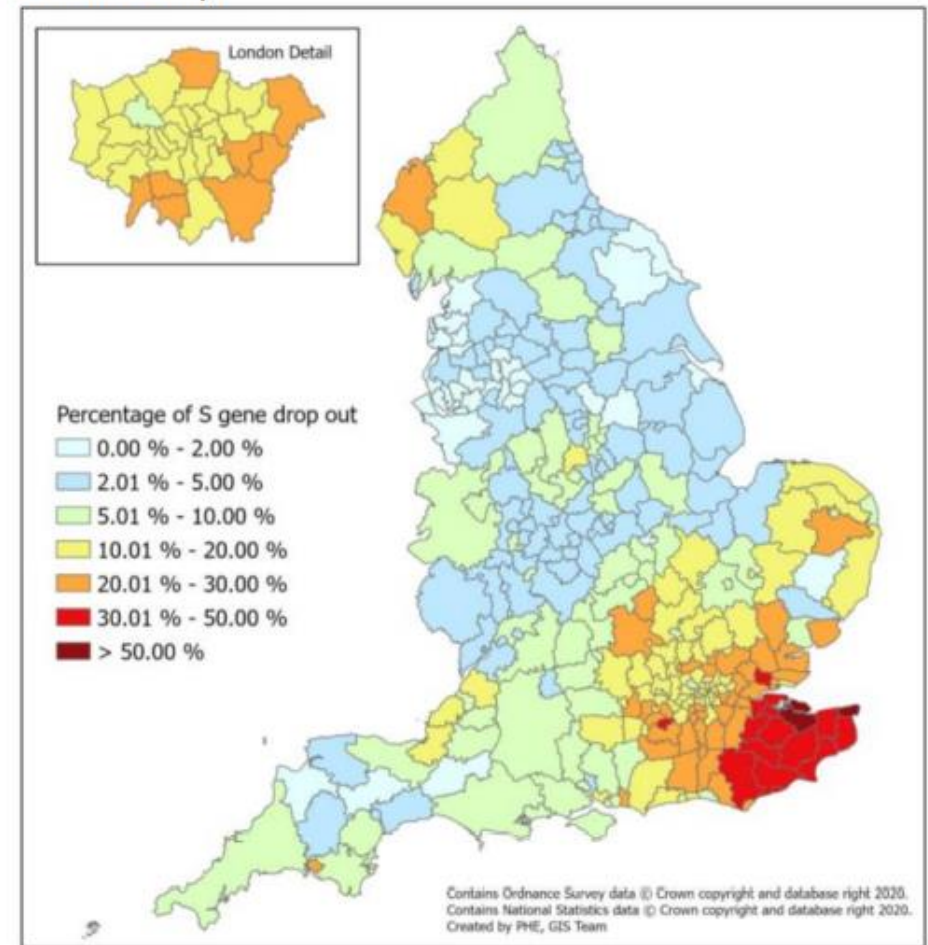 London Detail
Percentage of S gene drop out
0.00 % - 2.00 %
2.01 % - 5.00 %
5.01 % - 10.00 %
10.01 % - 20.00 %
20.01 % - 30.00 %
30.01 % - 50.00 %
> 50.00 %
Contains Ordnance Survey data © Crown copyright and database right 2020.
Contains National Statistics data © Crown copyright and database right 2020.
Created by PHE, GIS Team